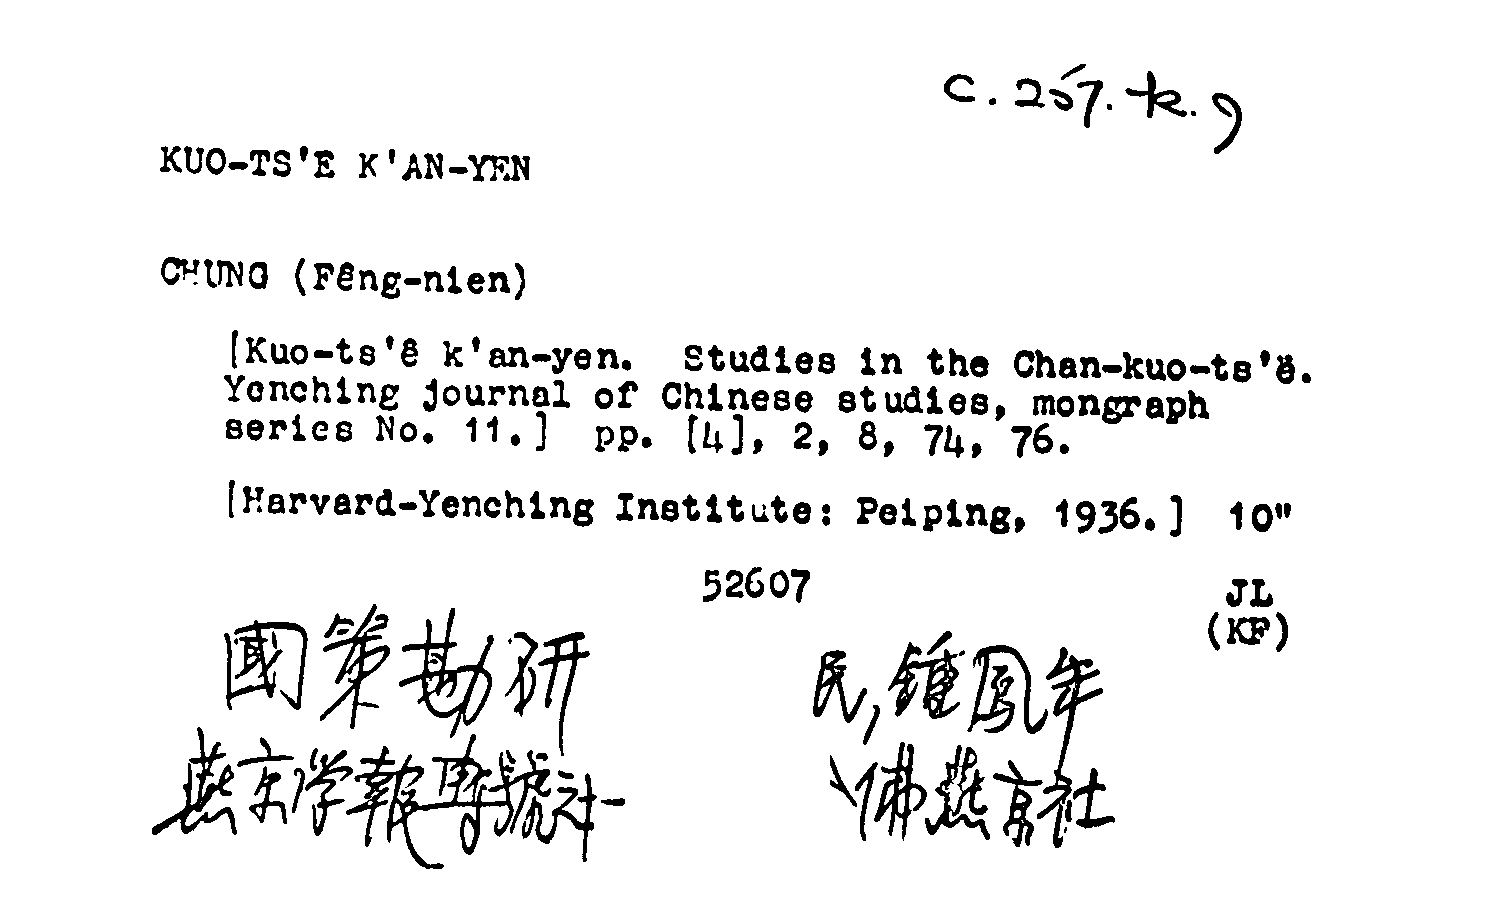 c.257.k.9
KUO-TS'E K'AN-YEN
CHUNG (Fêng-nien)
[Kuo-ts'ê k'an-yen. Studies in the Chan-kuo-ts'ê.
Yenching journal of Chinese studies, mongraph
series No. 11.] pp. [4], 2, 8, 74, 76.
[Harvard-Yenching Institute: Peiping, 1936.] 10"
52607
JL
(KF)
國策勘研
民,鍾鳳年
燕京学報專號之十一
哈佛燕京社